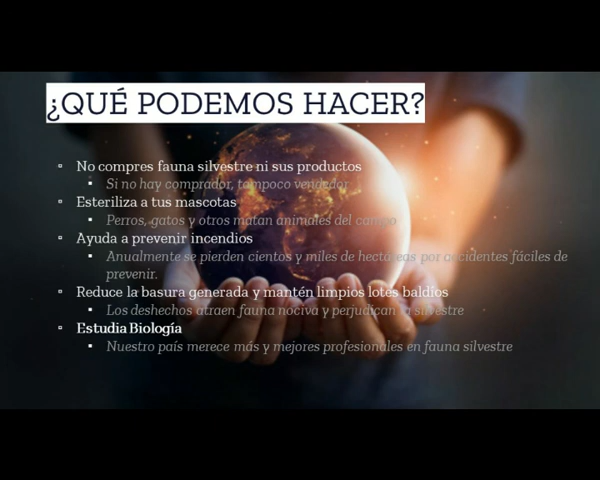 ¿QUÉ PODEMOS HACER?
No compres fauna silvestre ni sus productos
Si no hay comprador, tampoco vendedor
Esteriliza a tus mascotas
Perros, gatos y otros matan animales del campo
Ayuda a prevenir incendios
Anualmente se pierden cientos y miles de hectáreas por accidentes fáciles de
prevenir.
Reduce la basura generada y mantén limpios lotes baldíos
Los deshechos atraen fauna nociva y perjudican la silvestre
Estudia Biología
Nuestro país merece más y mejores profesionales en fauna silvestre